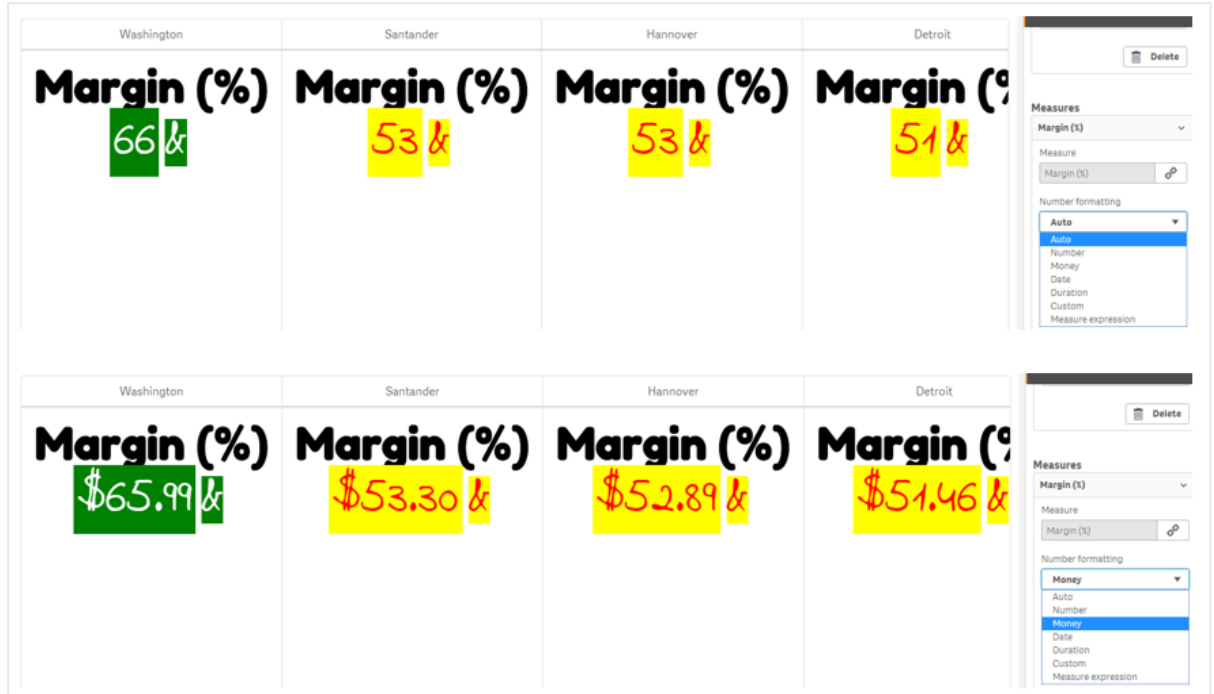 Washington Santander Hannover Detroit
Delete
Margin (%) Margin (%) Margin (%) Margin (%
66 & 53 & 53 & 51 &
Measures
Margin (%)
Measure
Margin (%)
Number formatting
Auto
Auto
Number
Money
Date
Duration
Custom
Measure expression
Washington Santander Hannover Detroit
Delete
Margin (%) Margin (%) Margin (%) Margin (%
$65.99 & $53.30 & $52.89 & $51.46 &
Measures
Margin (%)
Measure
Margin (%)
Number formatting
Money
Auto
Number
Money
Date
Duration
Custom
Measure expression